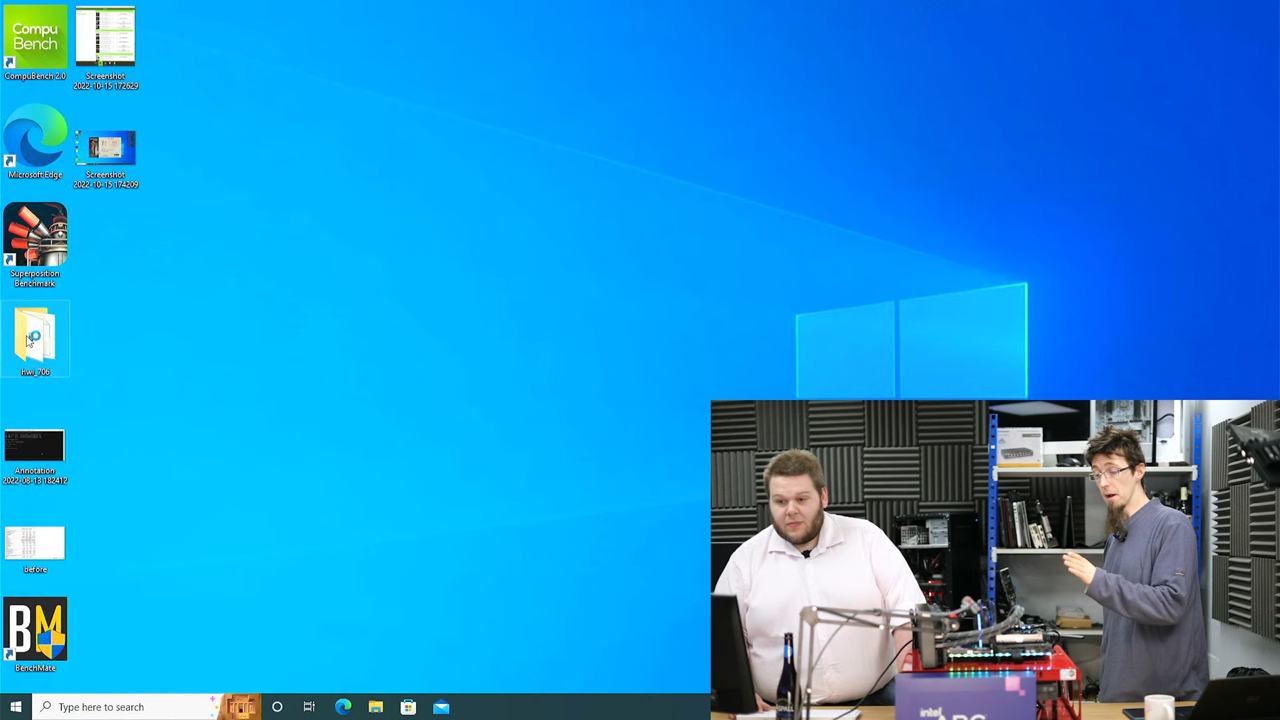 Compu
Bench
CompuBench 2.0
Screenshot
2022-10-15 172629
Microsoft Edge
Screenshot
2022-10-15 174209
Superposition
Benchmark
hwi_706
Annotation
2022-08-13 182412
Before
BM
BenchMate
Type here to search
intel
ARC